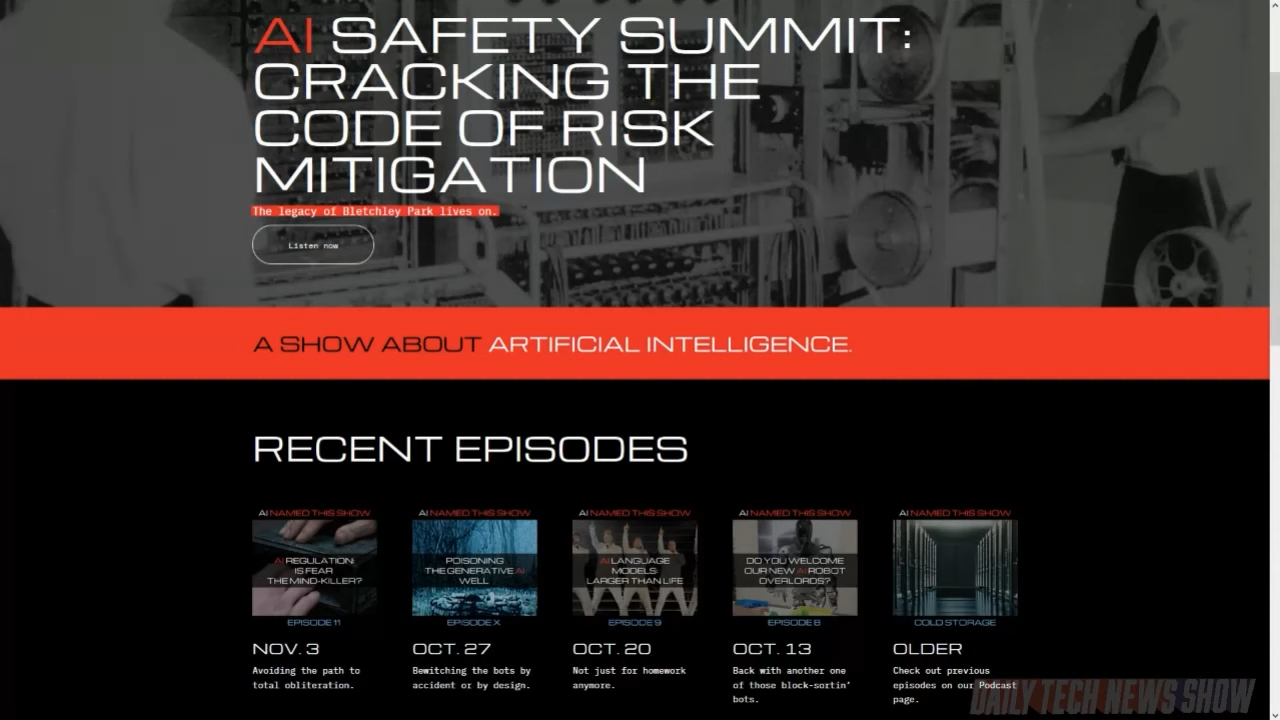 AI SAFETY SUMMIT:
CRACKING THE
CODE OF RISK
MITIGATION
The legacy of Bletchley Park lives on.
Listen now
A SHOW ABOUT ARTIFICIAL INTELLIGENCE.
RECENT EPISODES
AI NAMED THIS SHOW
AI REGULATION:
IS FEAR
THE MIND-KILLER?
EPISODE 11
NOV. 3
Avoiding the path to
total obliteration.
AI NAMED THIS SHOW
POISONING
THE GENERATIVE AI
WELL
EPISODE X
OCT. 27
Bewitching the bots by
accident or by design.
AI NAMED THIS SHOW
AI LANGUAGE
MODELS:
LARGER THAN LIFE
EPISODE 9
OCT. 20
Not just for homework
anymore.
AI NAMED THIS SHOW
DO YOU WELCOME
OUR NEW AI ROBOT
OVERLORDS?
EPISODE 8
OCT. 13
Back with another one
of those block-sortin'
bots.
AI NAMED THIS SHOW
COLD STORAGE
OLDER
Check out previous
episodes on our Podcast
page.
DAILY TECH NEWS SHOW